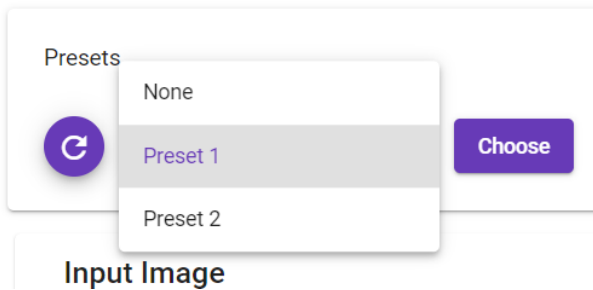 Presets
None
Preset 1
Choose
Preset 2
Input Image